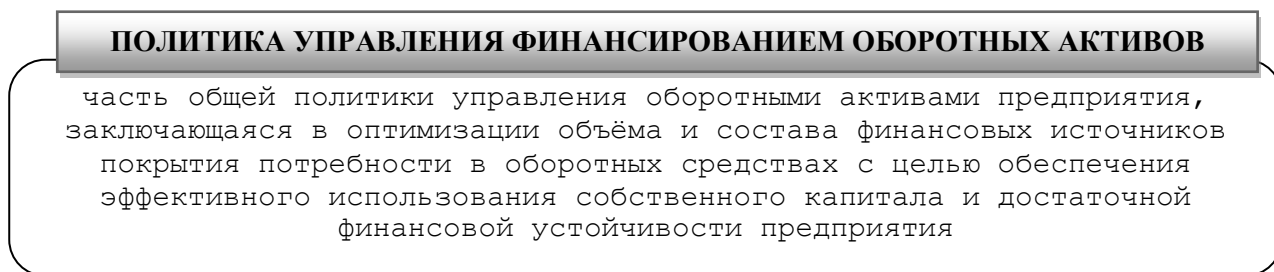 ПОЛИТИКА УПРАВЛЕНИЯ ФИНАНСИРОВАНИЕМ ОБОРОТНЫХ АКТИВОВ
часть общей политики управления оборотными активами предприятия,
заключающаяся в оптимизации объёма и состава финансовых источников
покрытия потребности в оборотных средствах с целью обеспечения
эффективного использования собственного капитала и достаточной
финансовой устойчивости предприятия